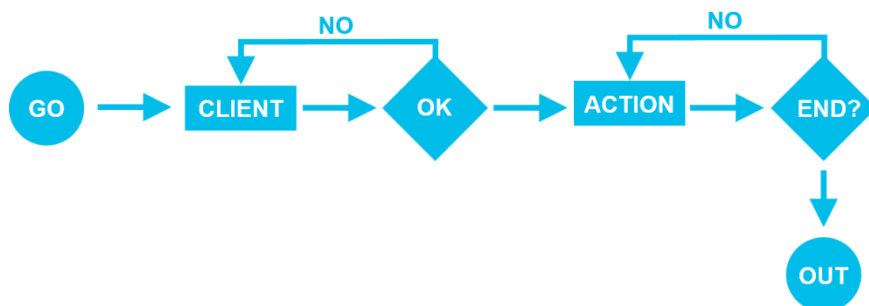 NO
NO
GO
CLIENT
OK
ACTION
END?
OUT